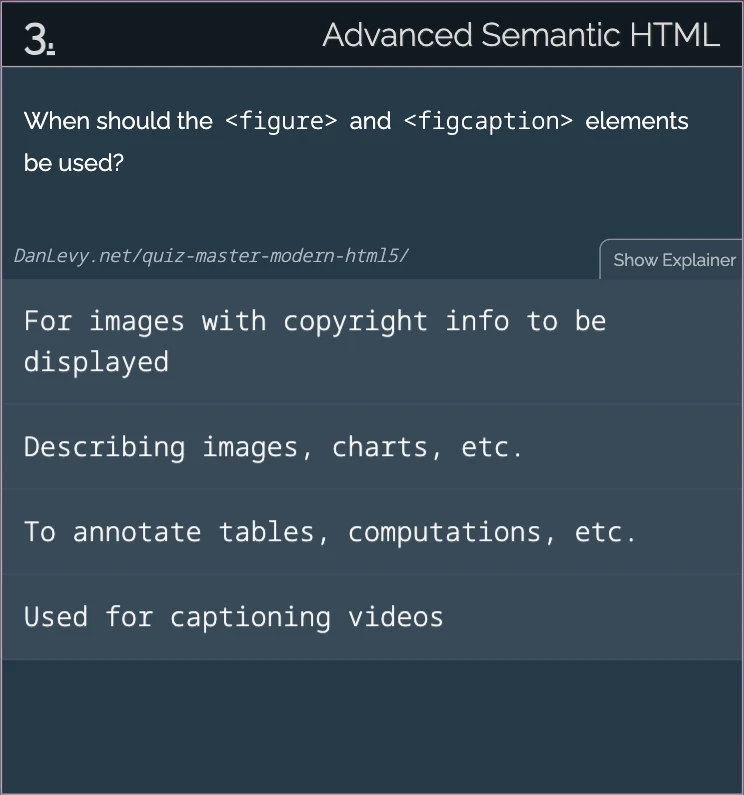 3.
Advanced Semantic HTML
When should the <figure> and <figcaption> elements
be used?
DanLevy.net/quiz-master-modern-html5/
Show Explainer
For images with copyright info to be
displayed
Describing images, charts, etc.
To annotate tables, computations, etc.
Used for captioning videos